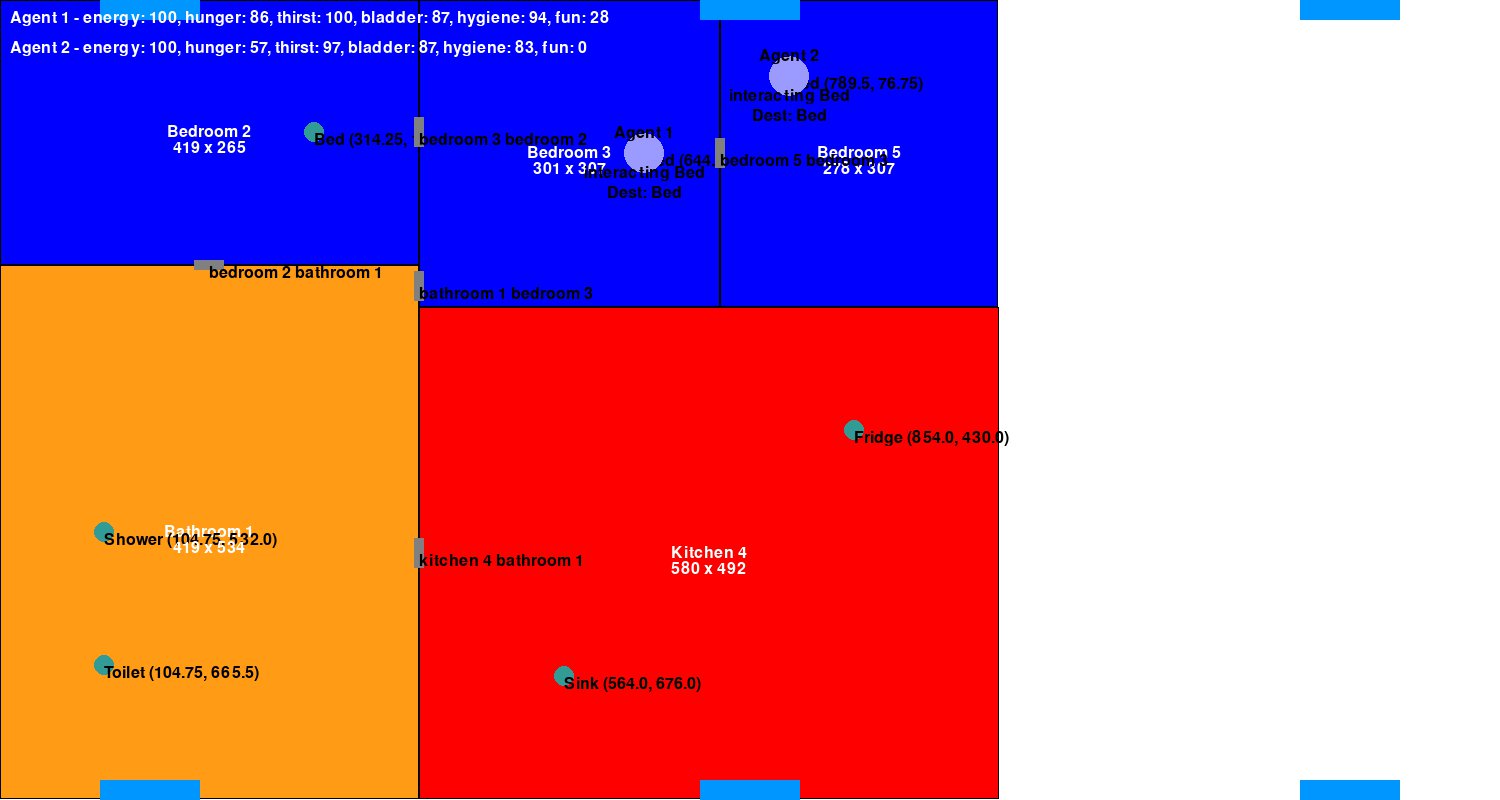 Agent 1 - energy: 100, hunger: 86, thirst: 100, bladder: 87, hygiene: 94, fun: 28
Agent 2 - energy: 100, hunger: 57, thirst: 97, bladder: 87, hygiene: 83, fun: 0
Agent 2
d (789.5, 76.75)
interacting Bed
Dest: Bed
Bedroom 2
419 x 265
Bed (314.25,
bedroom 3 bedroom 2
Agent 1
Bedroom 3
301 x 307
d (644.
bedroom 5 bedroom 3
interacting Bed
Dest: Bed
Bedroom 5
278 x 307
bedroom 2 bathroom 1
bathroom 1 bedroom 3
Fridge (854.0, 430.0)
Bathroom 1
419 x 534
Shower (104.75, 532.0)
kitchen 4 bathroom 1
Kitchen 4
580 x 492
Toilet (104.75, 665.5)
Sink (564.0, 676.0)